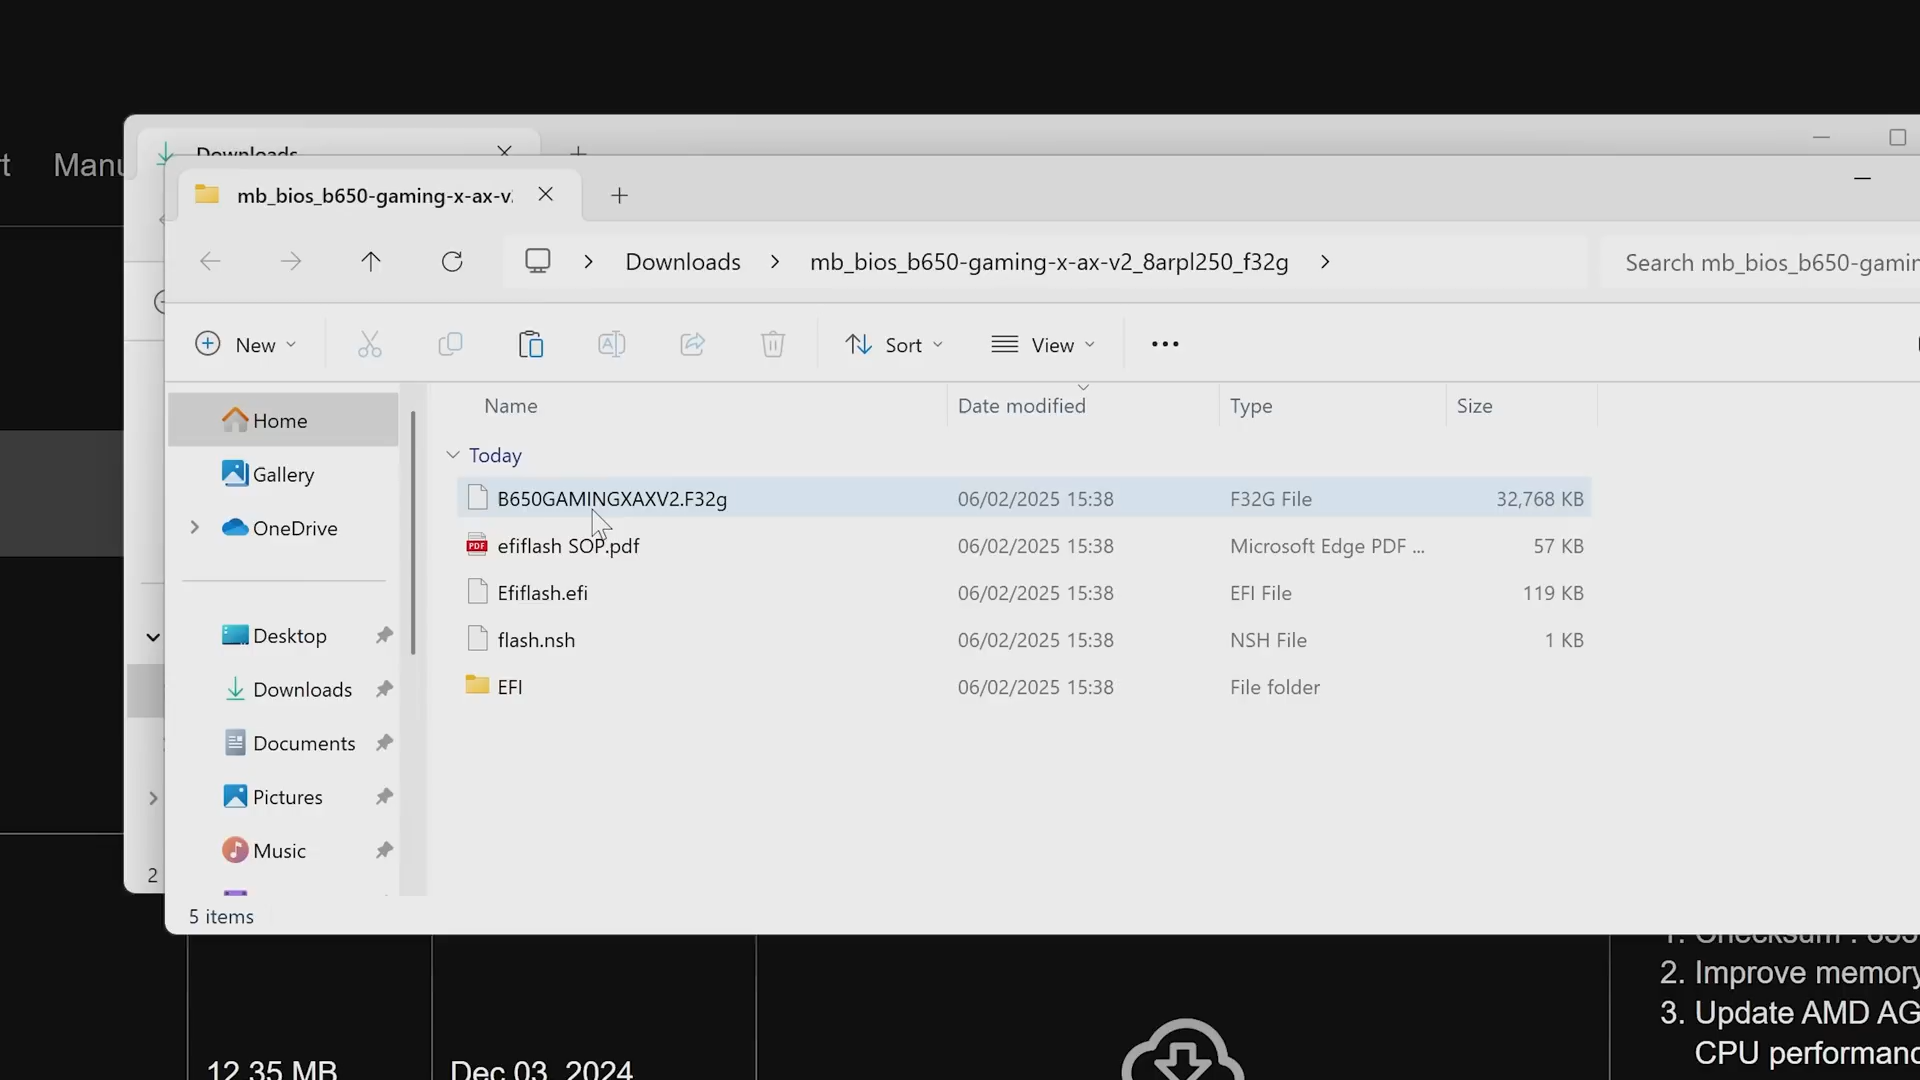 Downloads
mb_bios_b650-gaming-x-ax-v
Downloads
mb_bios_b650-gaming-x-ax-v2_8arpl250_f32g
Search mb_bios_b650-gamin
New
Sort
View
Name
Date modified
Type
Size
Home
Gallery
OneDrive
Desktop
Downloads
Documents
Pictures
Music
Today
B650GAMINGXAXV2.F32g 06/02/2025 15:38 F32G File 32,768 KB
efiflash SOP.pdf 06/02/2025 15:38 Microsoft Edge PDF ... 57 KB
Efiflash.efi 06/02/2025 15:38 EFI File 119 KB
flash.nsh 06/02/2025 15:38 NSH File 1 KB
EFI 06/02/2025 15:38 File folder
2
5 items
1. Checksum :
2. Improve memory
3. Update AMD AG
CPU performanc
12.35 MB
Dec 03, 2024